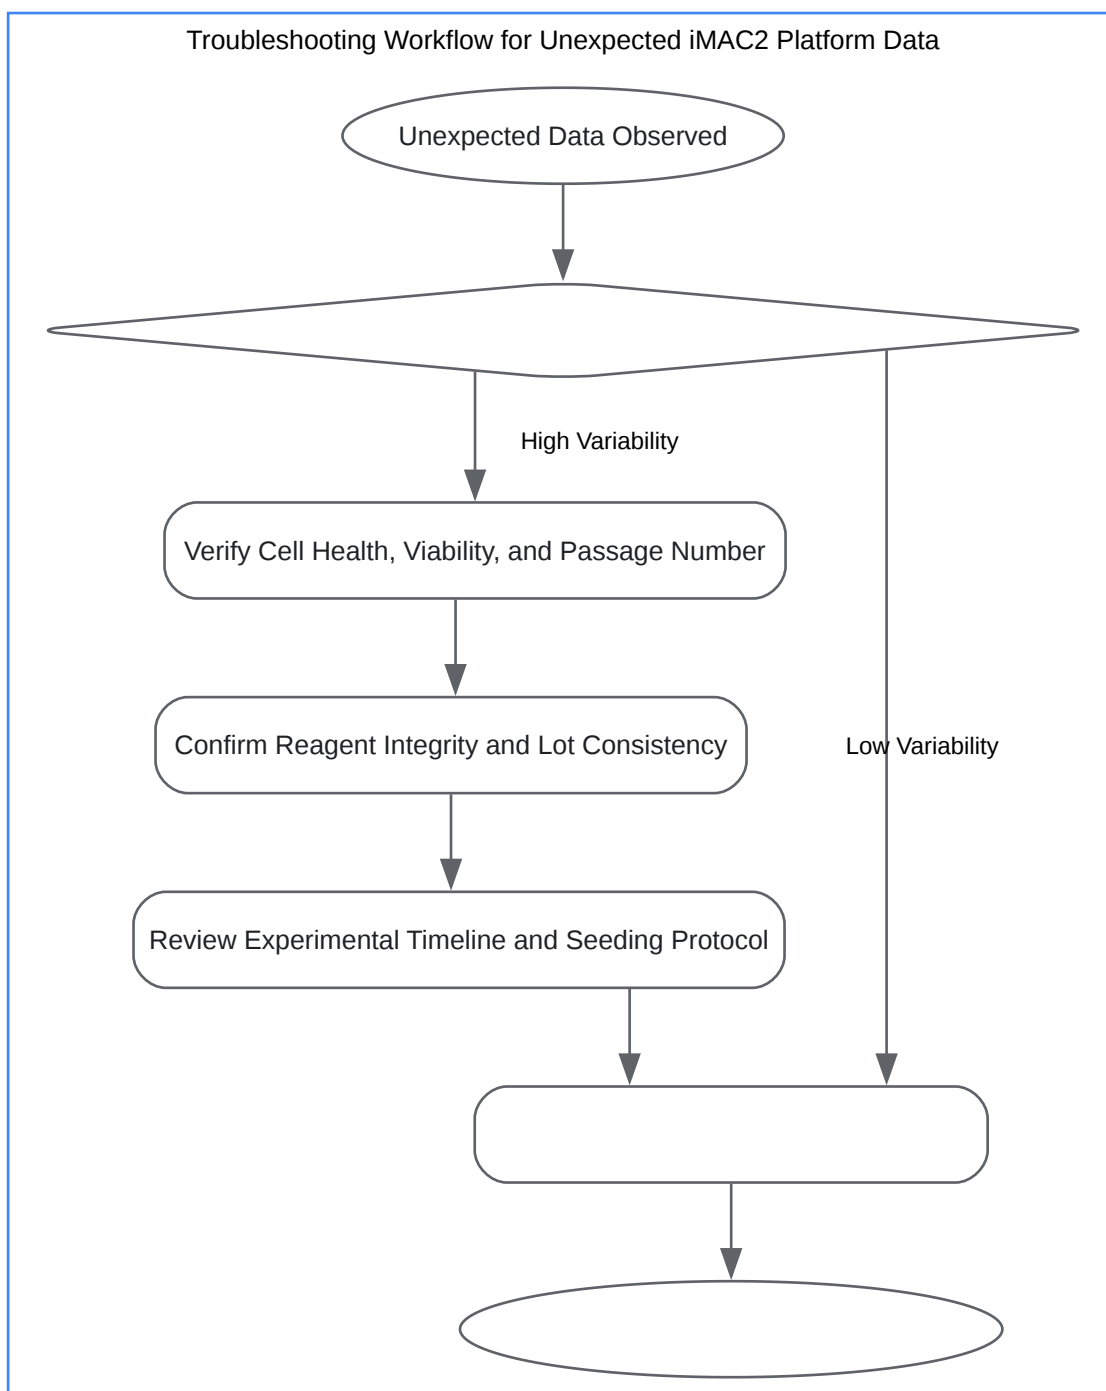 Troubleshooting Workflow for Unexpected iMAC2 Platform Data
Unexpected Data Observed
High Variability
Verify Cell Health, Viability, and Passage Number
Confirm Reagent Integrity and Lot Consistency
Low Variability
Review Experimental Timeline and Seeding Protocol